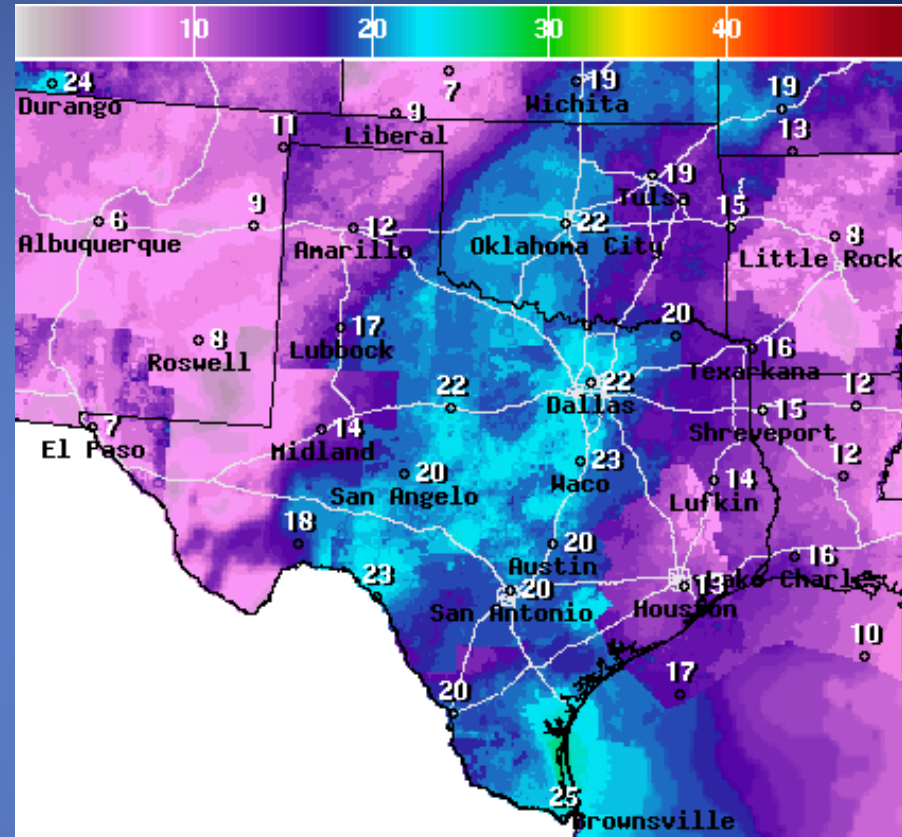 10 20 30 40
24 7 19 19
Durango 9 Wichita
11 Liberal 13
19
Tulsa
6 9 12 22 15 8
Albuquerque Amarillo Oklahoma City Little Rock
8 17 20
Roswell Lubbock Texarkana 16
22 22 12
Dallas 15
7 14 Shreveport
El Paso Midland
20 23 12
San Angelo Waco 14
Lufkin
18 20 16
Austin
23 20 13 Lake Charles
San Antonio Houston
10
20 17
25
Brownsville